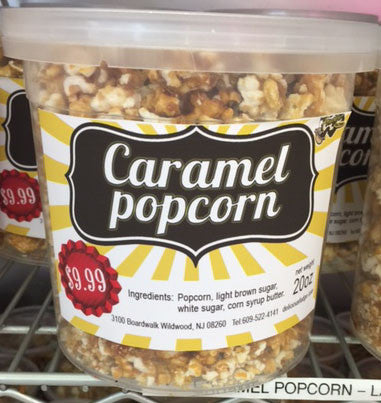 Caramel
popcorn
$9.99
Ingredients: Popcorn, light brown sugar,
white sugar, corn syrup butter.
net weight
20oz
3100 Boardwalk Wildwood, NJ 08260 Tel:609-522-4141
$9.99
MEL POPCORN –